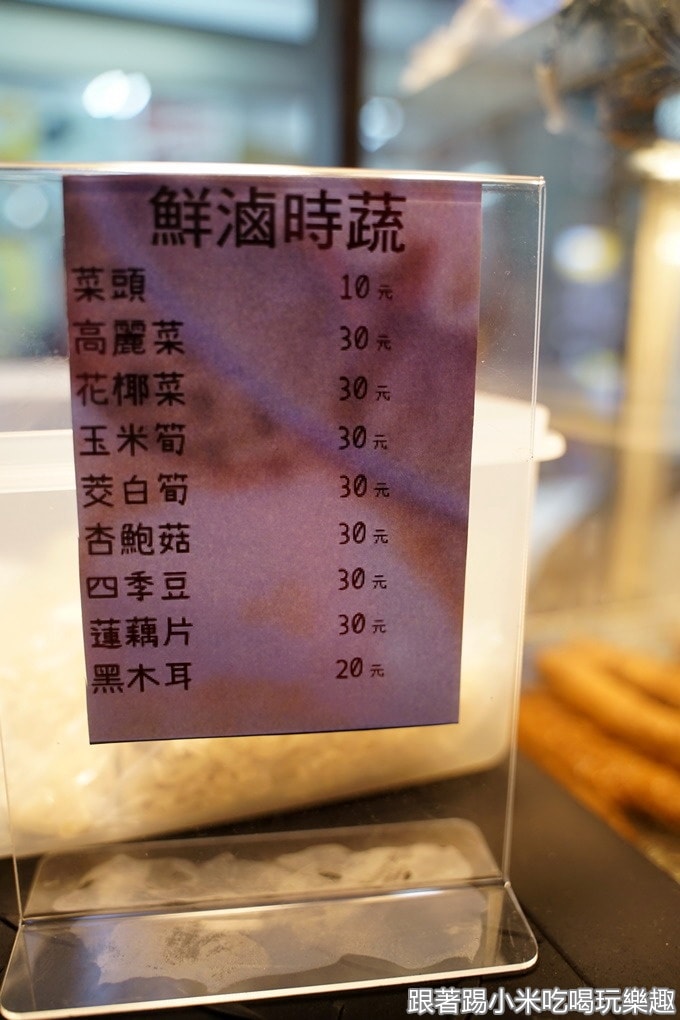 鮮滷時蔬
菜頭 10元
高麗菜 30元
花椰菜 30元
玉米筍 30元
茭白筍 30元
杏鮑菇 30元
四季豆 30元
蓮藕片 30元
黑木耳 20元
跟著踢小米吃喝玩樂趣